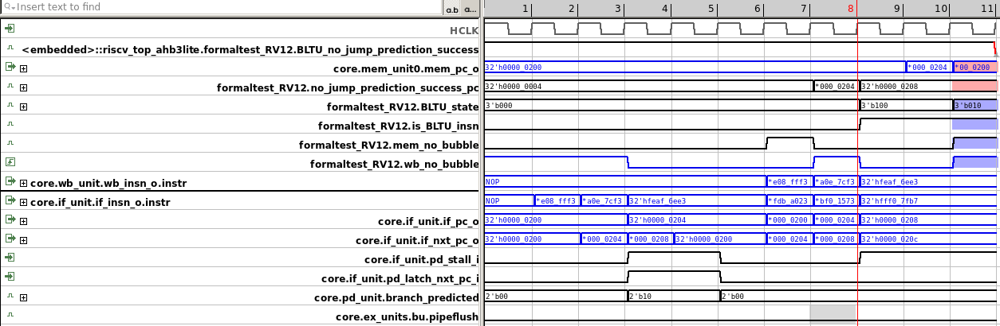 Insert text to find a.b a... 1 2 3 4 5 6 7 8 9 10 11
HCLK
<embedded>::riscv_top_ahb3lite.formaltest_RV12.BLTU_no_jump_prediction_success
core.mem_unit0.mem_pc_o 32'h0000_0200 *000_0204 *00_0200
formaltest_RV12.no_jump_prediction_success_pc 32'h0000_0004 *000_0204 32'h0000_0208
formaltest_RV12.BLTU_state 3'b000 3'b100 3'b010
formaltest_RV12.is_BLTU_insn
formaltest_RV12.mem_no_bubble
formaltest_RV12.wb_no_bubble
core.wb_unit.wb_insn_o.instr NOP *e08_fff3 *a0e_7cf3 32'hfeaf_6ee3
core.if_unit.if_insn_o.instr NOP *e08_fff3 *a0e_7cf3 32'hfeaf_6ee3 *fdb_a023 *bf0_1573 32'hfff0_7fb7
core.if_unit.if_pc_o 32'h0000_0200 32'h0000_0204 *000_0200 *000_0204 32'h0000_0208
core.if_unit.if_nxt_pc_o 32'h0000_0200 *000_0204 *000_0208 32'h0000_0200 *000_0204 *000_0208 32'h0000_020c
core.if_unit.pd_stall_i
core.if_unit.pd_latch_nxt_pc_i
core.pd_unit.branch_predicted 2'b00 2'b10 2'b00
core.ex_units.bu.pipeflush